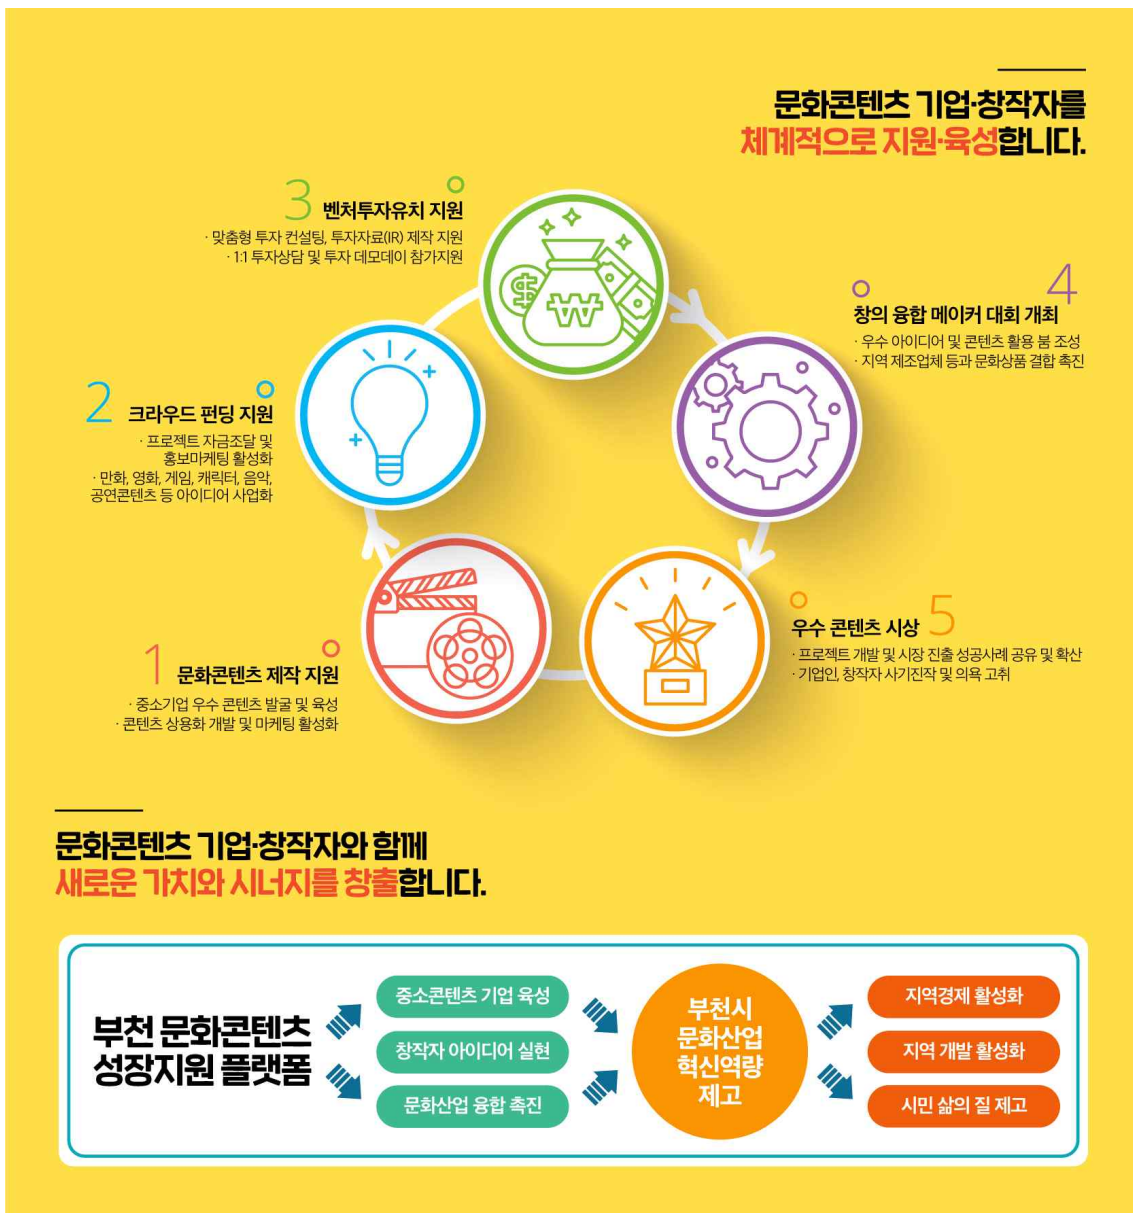 문화콘텐츠 기업·창작자를
체계적으로 지원·육성합니다.
3 벤처투자유치 지원
· 맞춤형 투자 컨설팅, 투자자료(IR) 제작 지원
· 1:1 투자상담 및 투자 데모데이 참가지원
4
창의 융합 메이커 대회 개최
· 우수 아이디어 및 콘텐츠 활용 붐 조성
· 지역 제조업체 등과 문화상품 결합 촉진
2 크라우드 펀딩 지원
· 프로젝트 자금조달 및
홍보마케팅 활성화
· 만화, 영화, 게임, 캐릭터, 음악,
공연콘텐츠 등 아이디어 사업화
$
₩
1 문화콘텐츠 제작 지원
· 중소기업 우수 콘텐츠 발굴 및 육성
· 콘텐츠 상용화 개발 및 마케팅 활성화
우수 콘텐츠 시상 5
· 프로젝트 개발 및 시장 진출 성공사례 공유 및 확산
· 기업인, 창작자 사기진작 및 의욕 고취
문화콘텐츠 기업·창작자와 함께
새로운 가치와 시너지를 창출합니다.
부천 문화콘텐츠
성장지원 플랫폼
중소콘텐츠 기업 육성
창작자 아이디어 실현
문화산업 융합 촉진
부천시
문화산업
혁신역량
제고
지역경제 활성화
지역 개발 활성화
시민 삶의 질 제고